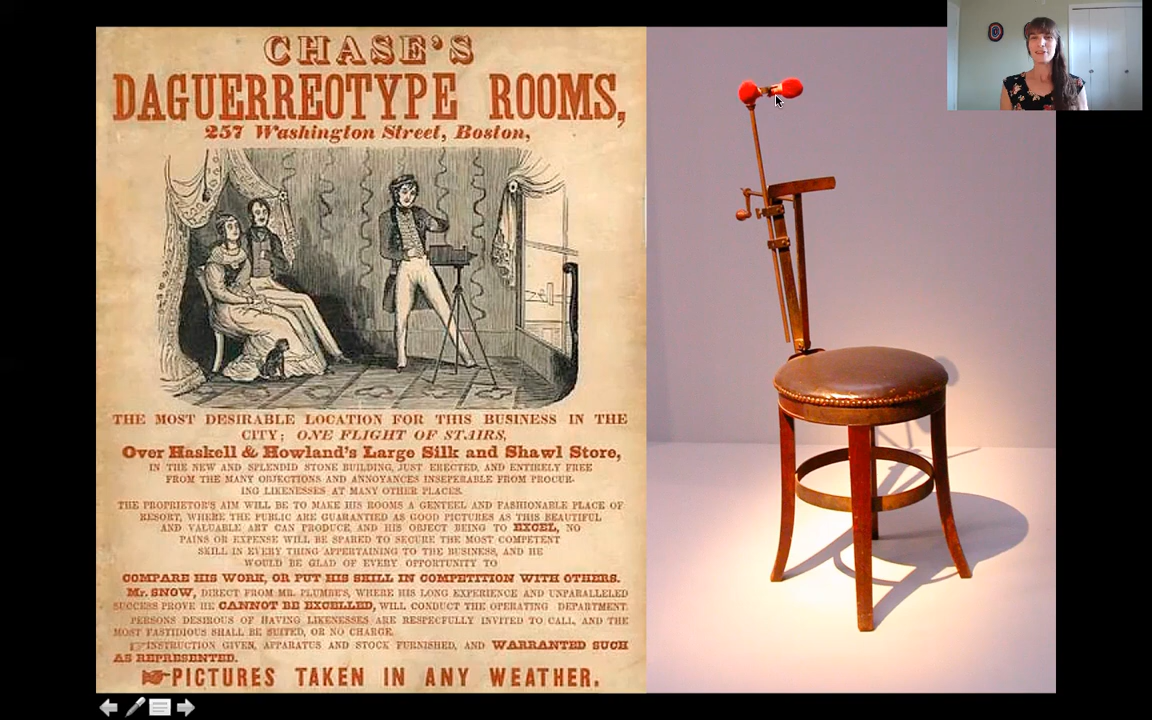 CHASE'S
DAGUERREOTYPE ROOMS,
257 Washington Street, Boston,
THE MOST DESIRABLE LOCATION FOR THIS BUSINESS IN THE
CITY; ONE FLIGHT OF STAIRS,
Over Haskell & Howland's Large Silk and Shawl Store,
IN THE NEW AND SPLENDID STONE BUILDING, JUST ERECTED, AND ENTIRELY FREE
FROM THE MANY OBJECTIONS AND ANNOYANCES INSEPERABLE FROM PROCUR-
ING LIKENESSES AT MANY OTHER PLACES.
THE PROPRIETOR'S AIM WILL BE TO MAKE HIS ROOMS A GENTEEL AND FASHIONABLE PLACE OF
RESORT, WHERE THE PUBLIC ARE GUARANTIED AS GOOD PICTURES AS THIS BEAUTIFUL
AND VALUABLE ART CAN PRODUCE, AND HIS OBJECT BEING TO EXCEL, NO
PAINS OR EXPENSE WILL BE SPARED TO SECURE THE MOST COMPETENT
SKILL IN EVERY THING APPERTAINING TO THE BUSINESS, AND HE
WOULD BE GLAD OF EVERY OPPORTUNITY TO
COMPARE HIS WORK, OR PUT HIS SKILL IN COMPETITION WITH OTHERS.
Mr. SNOW, DIRECT FROM MR. PLUMBE'S, WHERE HIS LONG EXPERIENCE AND UNPARALLELED
SUCCESS PROVE HE CANNOT BE EXCELLED, WILL CONDUCT THE OPERATING DEPARTMENT.
PERSONS DESIROUS OF HAVING LIKENESSES ARE RESPECFULLY INVITED TO CALL, AND THE
MOST FASTIDIOUS SHALL BE SUITED, OR NO CHARGE.
INSTRUCTION GIVEN, APPARATUS AND STOCK FURNISHED, AND WARRANTED SUCH
AS REPRESENTED.
PICTURES TAKEN IN ANY WEATHER.